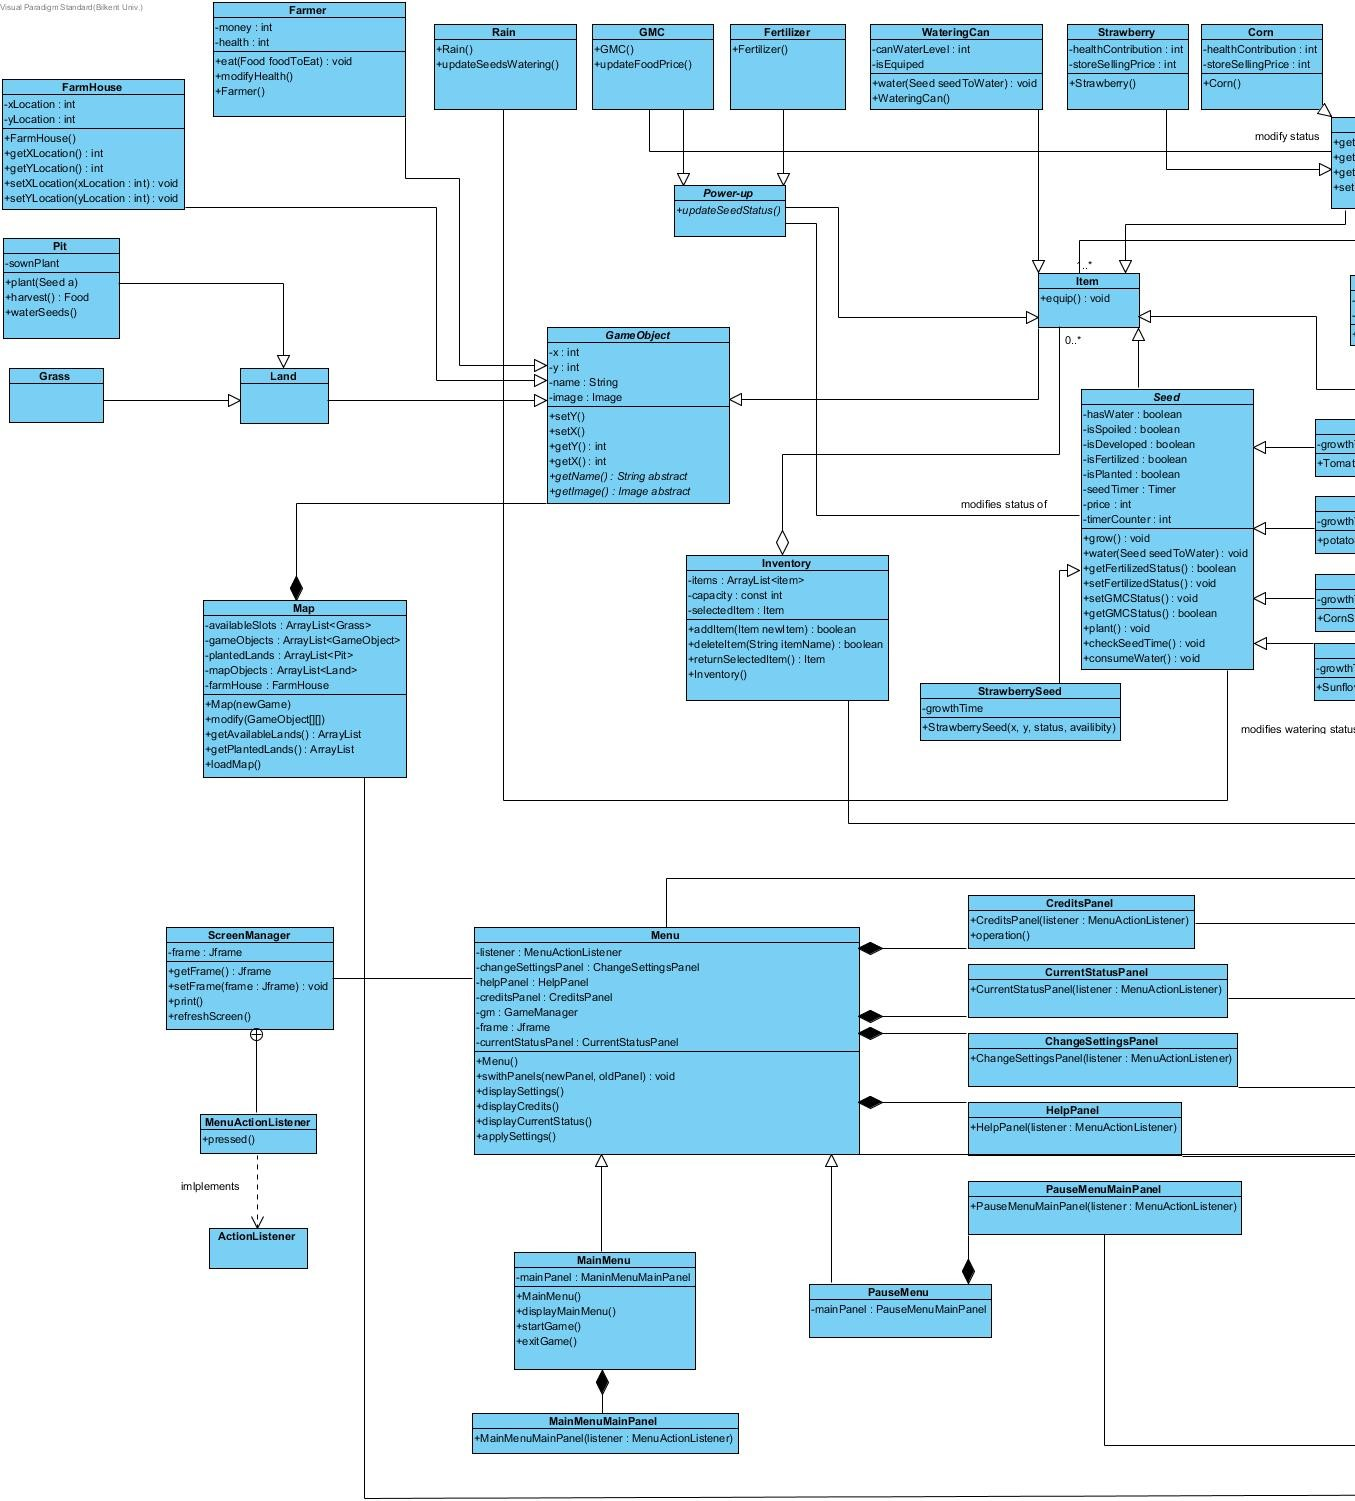 Visual Paradigm Standard(Bilkent Univ.)
Farmer
-money : int
-health : int
+eat(Food foodToEat) : void
+modifyHealth()
+Farmer()
Rain
+Rain()
+updateSeedsWatering()
GMC
+GMC()
+updateFoodPrice()
Fertilizer
+Fertilizer()
WateringCan
-canWaterLevel : int
-isEquiped
+water(Seed seedToWater) : void
+WateringCan()
Strawberry
-healthContribution : int
-storeSellingPrice : int
+Strawberry()
Corn
-healthContribution : int
-storeSellingPrice : int
+Corn()
FarmHouse
-xLocation : int
-yLocation : int
+FarmHouse()
+getXLocation() : int
+getYLocation() : int
+setXLocation(xLocation : int) : void
+setYLocation(yLocation : int) : void
modify status
+get
+get
+get
+set
Power-up
+updateSeedStatus()
Pit
-sownPlant
+plant(Seed a)
+harvest() : Food
+waterSeeds()
..*
Item
+equip() : void
0..*
GameObject
-x : int
-y : int
-name : String
-image : Image
+setY()
+setX()
+getY() : int
+getX() : int
+getName() : String abstract
+getImage() : Image abstract
Grass
Land
Seed
-hasWater : boolean
-isSpoiled : boolean
-isDeveloped : boolean
-isFertilized : boolean
-isPlanted : boolean
-seedTimer : Timer
-price : int
-timerCounter : int
+grow() : void
+water(Seed seedToWater) : void
+getFertilizedStatus() : boolean
+setFertilizedStatus() : void
+setGMCStatus() : void
+getGMCStatus() : boolean
+plant() : void
+checkSeedTime() : void
+consumeWater() : void
-growth
+Tomat
-growth
+potato
-growth
+CornS
-growth
+Sunflo
modifies status of
Inventory
-items : ArrayList<item>
-capacity : const int
-selectedItem : Item
+addItem(Item newItem) : boolean
+deleteItem(String itemName) : boolean
+returnSelectedItem() : Item
+Inventory()
Map
-availableSlots : ArrayList<Grass>
-gameObjects : ArrayList<GameObject>
-plantedLands : ArrayList<Pit>
-mapObjects : ArrayList<Land>
-farmHouse : FarmHouse
+Map(newGame)
+modify(GameObject[][])
+getAvailableLands() : ArrayList
+getPlantedLands() : ArrayList
+loadMap()
StrawberrySeed
-growthTime
+StrawberrySeed(x, y, status, availibity)
modifies watering status
ScreenManager
-frame : Jframe
+getFrame() : Jframe
+setFrame(frame : Jframe) : void
+print()
+refreshScreen()
Menu
-listener : MenuActionListener
-changeSettingsPanel : ChangeSettingsPanel
-helpPanel : HelpPanel
-creditsPanel : CreditsPanel
-gm : GameManager
-frame : Jframe
-currentStatusPanel : CurrentStatusPanel
+Menu()
+swithPanels(newPanel, oldPanel) : void
+displaySettings()
+displayCredits()
+displayCurrentStatus()
+applySettings()
CreditsPanel
+CreditsPanel(listener : MenuActionListener)
+operation()
CurrentStatusPanel
+CurrentStatusPanel(listener : MenuActionListener)
ChangeSettingsPanel
+ChangeSettingsPanel(listener : MenuActionListener)
HelpPanel
+HelpPanel(listener : MenuActionListener)
MenuActionListener
+pressed()
imlplements
ActionListener
PauseMenuMainPanel
+PauseMenuMainPanel(listener : MenuActionListener)
MainMenu
-mainPanel : ManinMenuMainPanel
+MainMenu()
+displayMainMenu()
+startGame()
+exitGame()
PauseMenu
-mainPanel : PauseMenuMainPanel
MainMenuMainPanel
+MainMenuMainPanel(listener : MenuActionListener)